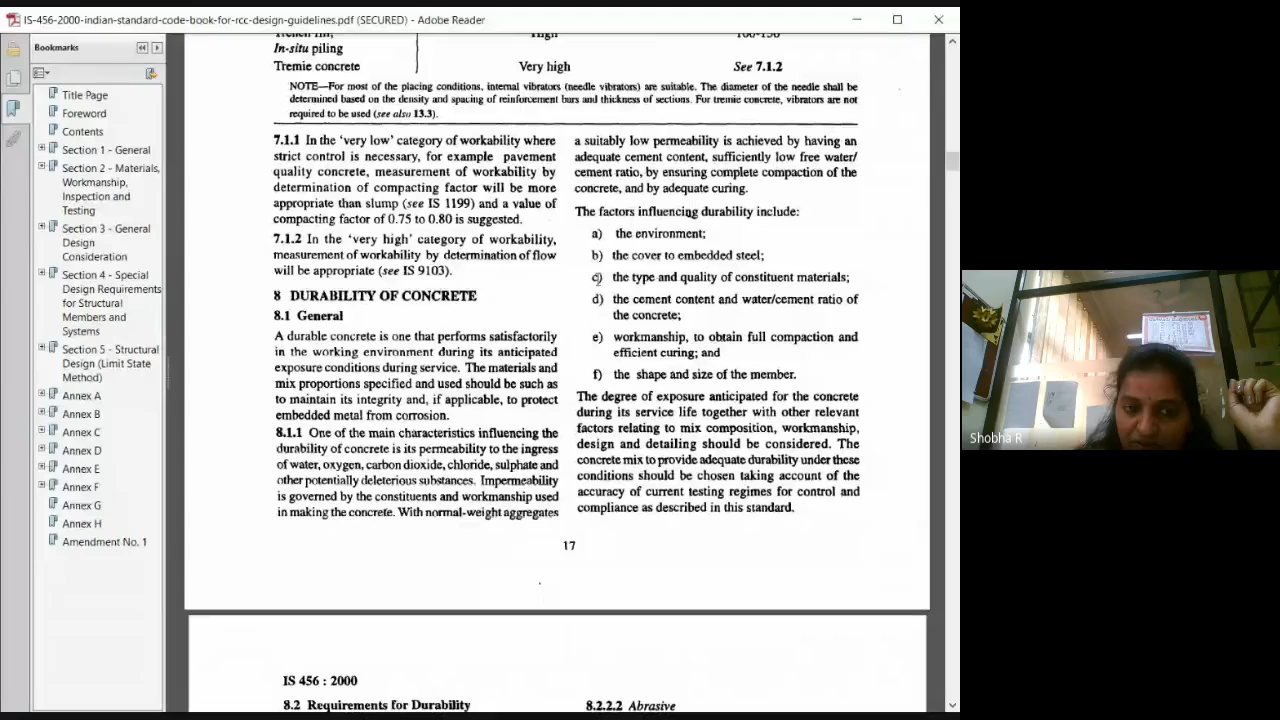 IS-456-2000-indian-standard-code-book-for-rcc-design-guidelines.pdf (SECURED) - Adobe Reader
Bookmarks
Title Page
Foreword
Contents
Section 1 - General
Section 2 - Materials,
Workmanship,
Inspection and
Testing
Section 3 - General
Design
Consideration
Section 4 - Special
Design Requirements
for Structural
Members and
Systems
Section 5 - Structural
Design (Limit State
Method)
Annex A
Annex B
Annex C
Annex D
Annex E
Annex F
Annex G
Annex H
Amendment No. 1
In-situ piling
Tremie concrete Very high See 7.1.2
NOTE—For most of the placing conditions, internal vibrators (needle vibrators) are suitable. The diameter of the needle shall be
determined based on the density and spacing of reinforcement bars and thickness of sections. For tremie concrete, vibrators are not
required to be used (see also 13.3).
7.1.1 In the ‘very low’ category of workability where
strict control is necessary, for example pavement
quality concrete, measurement of workability by
determination of compacting factor will be more
appropriate than slump (see IS 1199) and a value of
compacting factor of 0.75 to 0.80 is suggested.
7.1.2 In the ‘very high’ category of workability,
measurement of workability by determination of flow
will be appropriate (see IS 9103).
8 DURABILITY OF CONCRETE
8.1 General
A durable concrete is one that performs satisfactorily
in the working environment during its anticipated
exposure conditions during service. The materials and
mix proportions specified and used should be such as
to maintain its integrity and, if applicable, to protect
embedded metal from corrosion.
8.1.1 One of the main characteristics influencing the
durability of concrete is its permeability to the ingress
of water, oxygen, carbon dioxide, chloride, sulphate and
other potentially deleterious substances. Impermeability
is governed by the constituents and workmanship used
in making the concrete. With normal-weight aggregates
a suitably low permeability is achieved by having an
adequate cement content, sufficiently low free water/
cement ratio, by ensuring complete compaction of the
concrete, and by adequate curing.
The factors influencing durability include:
a) the environment;
b) the cover to embedded steel;
c) the type and quality of constituent materials;
d) the cement content and water/cement ratio of
the concrete;
e) workmanship, to obtain full compaction and
efficient curing; and
f) the shape and size of the member.
The degree of exposure anticipated for the concrete
during its service life together with other relevant
factors relating to mix composition, workmanship,
design and detailing should be considered. The
concrete mix to provide adequate durability under these
conditions should be chosen taking account of the
accuracy of current testing regimes for control and
compliance as described in this standard.
17
IS 456 : 2000
8.2 Requirements for Durability
8.2.2.2 Abrasive
Shobha R